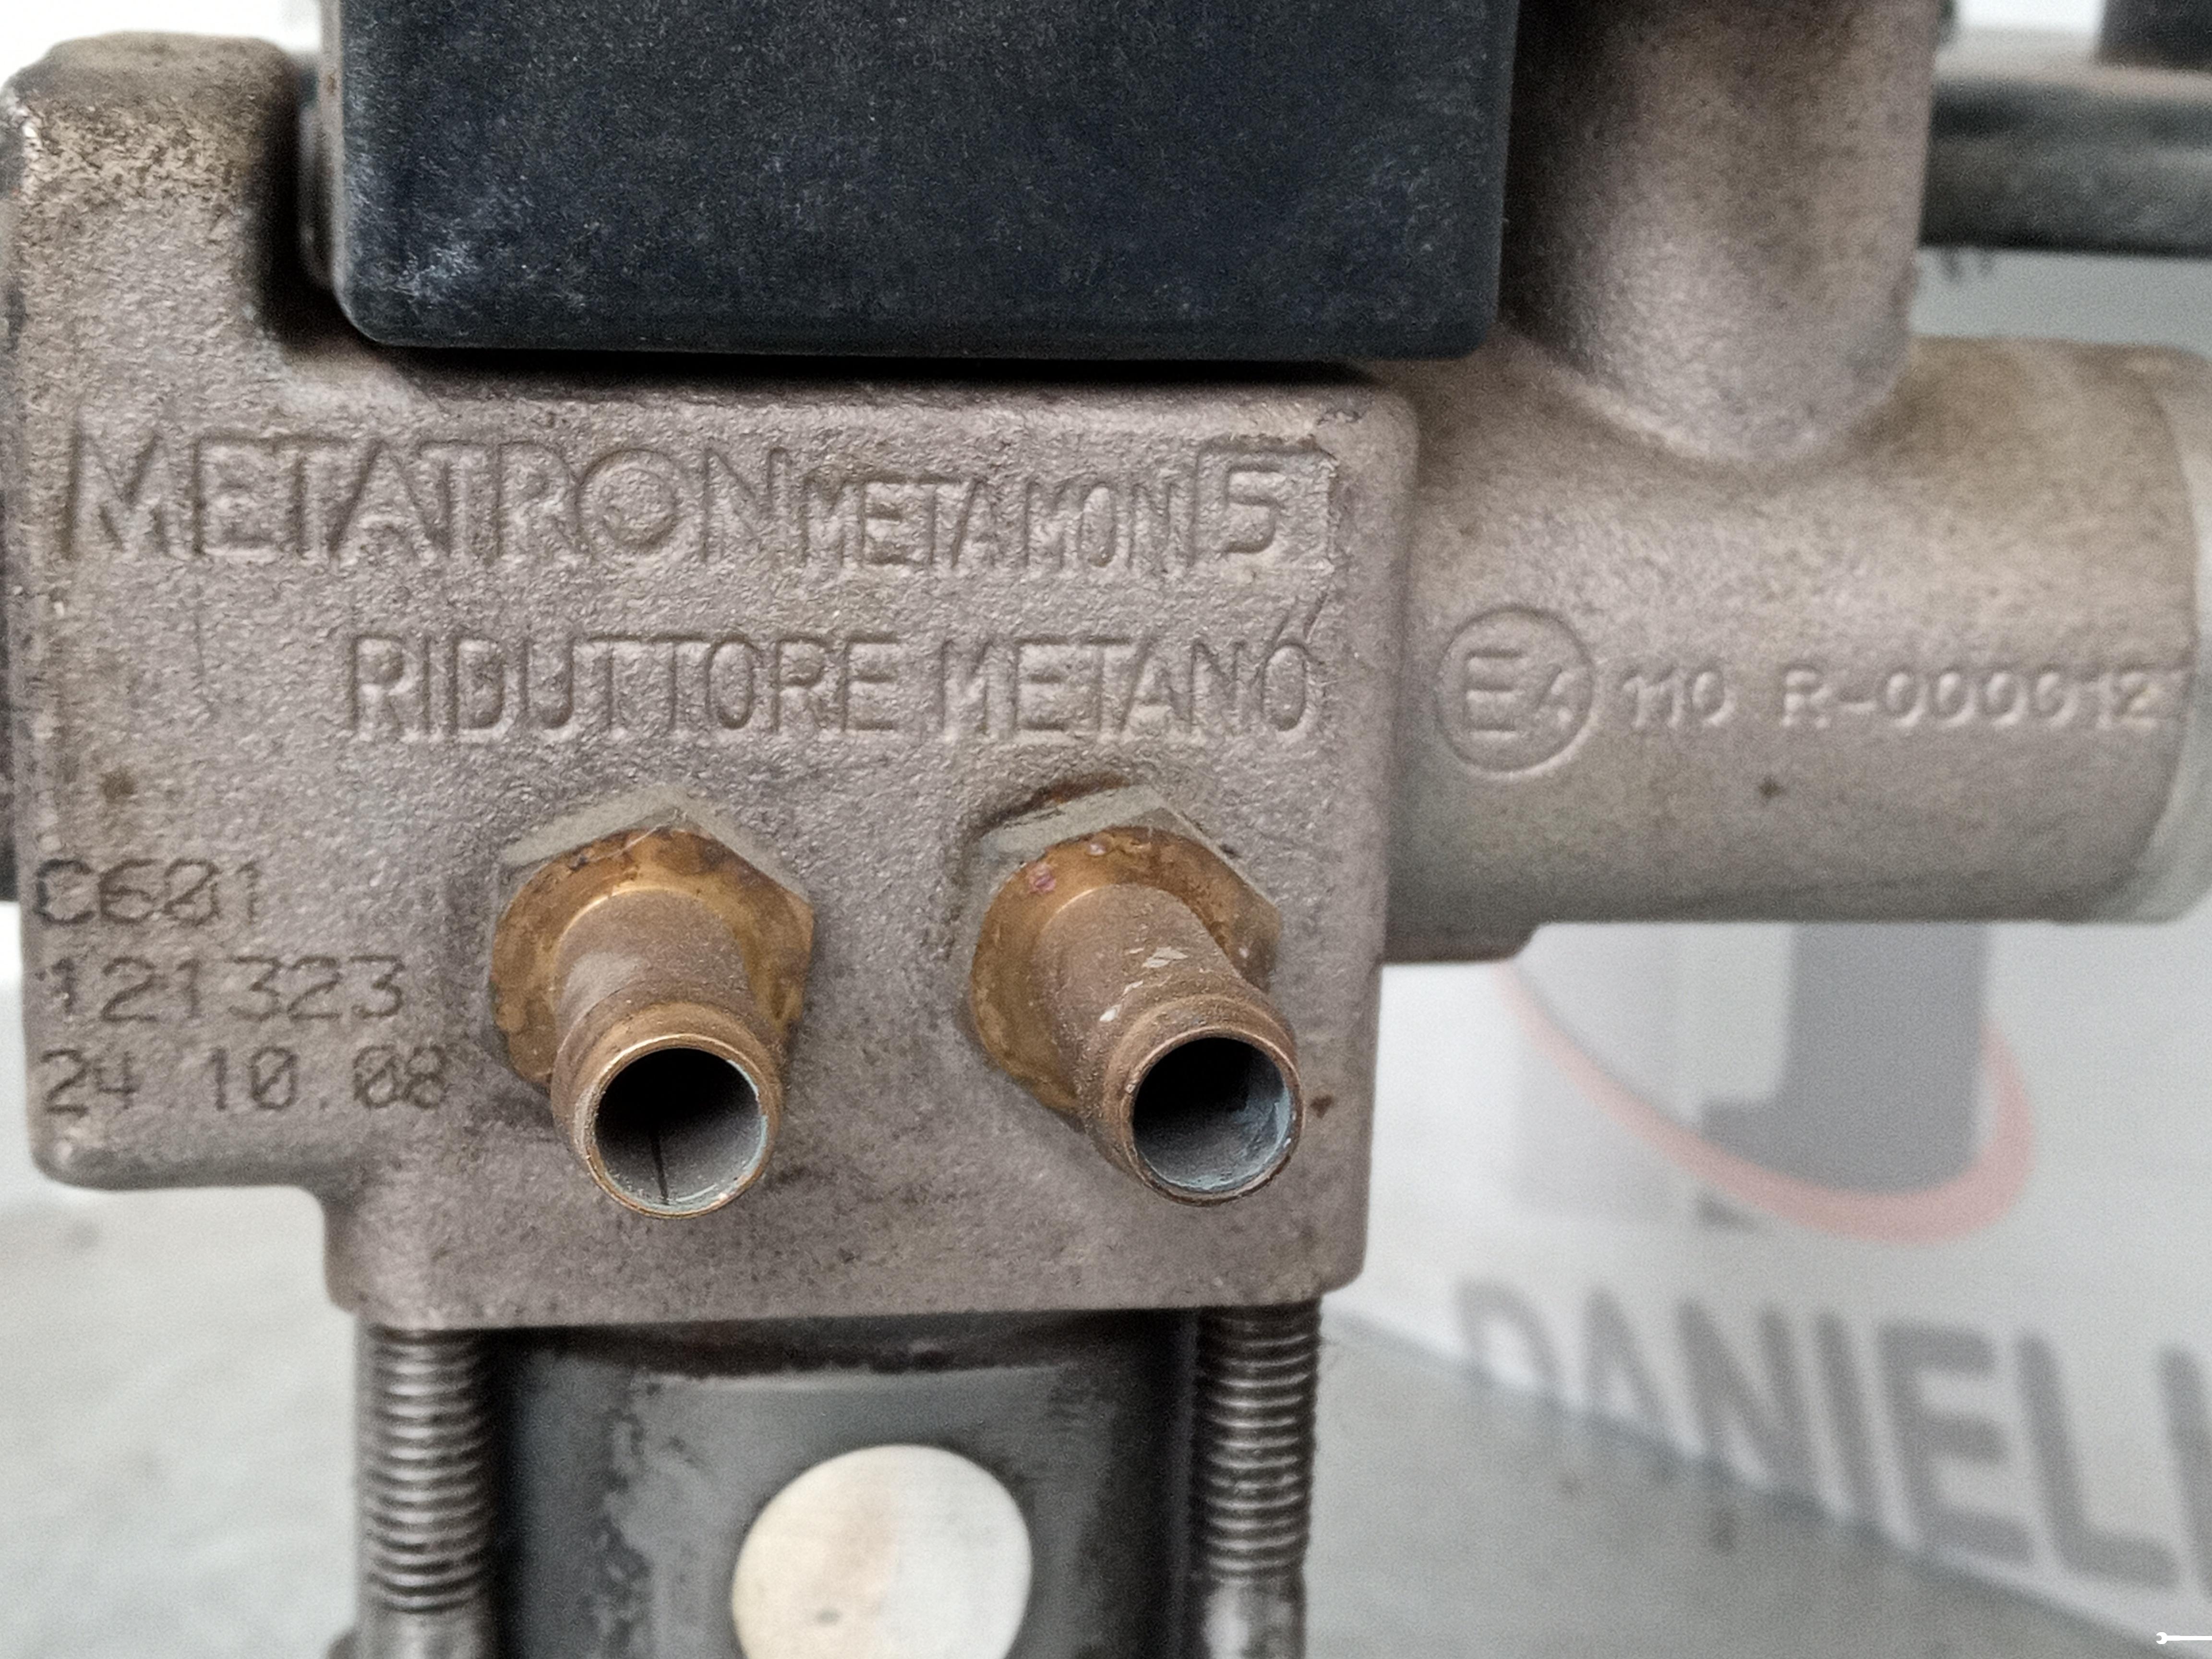 METATRON METAMON 5
RIDUTTORE METANO
E4 110 R-000012
C601
121323
24 10.08
DANIEL